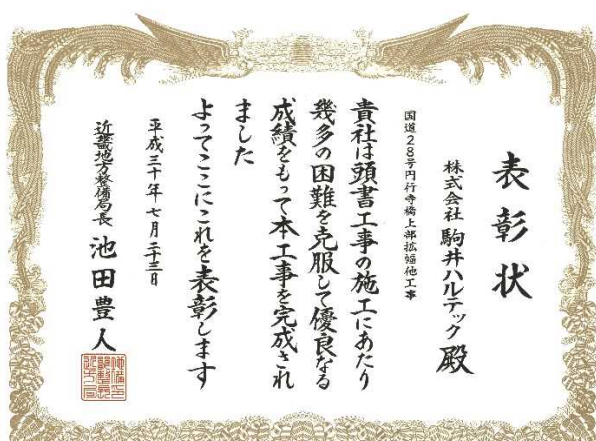 表彰状
株式会社 駒井ハルテック 殿
国道28号円行寺橋上部拡幅他工事
貴社は頭書工事の施工にあたり
幾多の困難を克服して優良なる
成績をもって本工事を完成され
ました
よってここにこれを表彰します
平成三十年七月二十三日
近畿地方整備局長 池田豊人